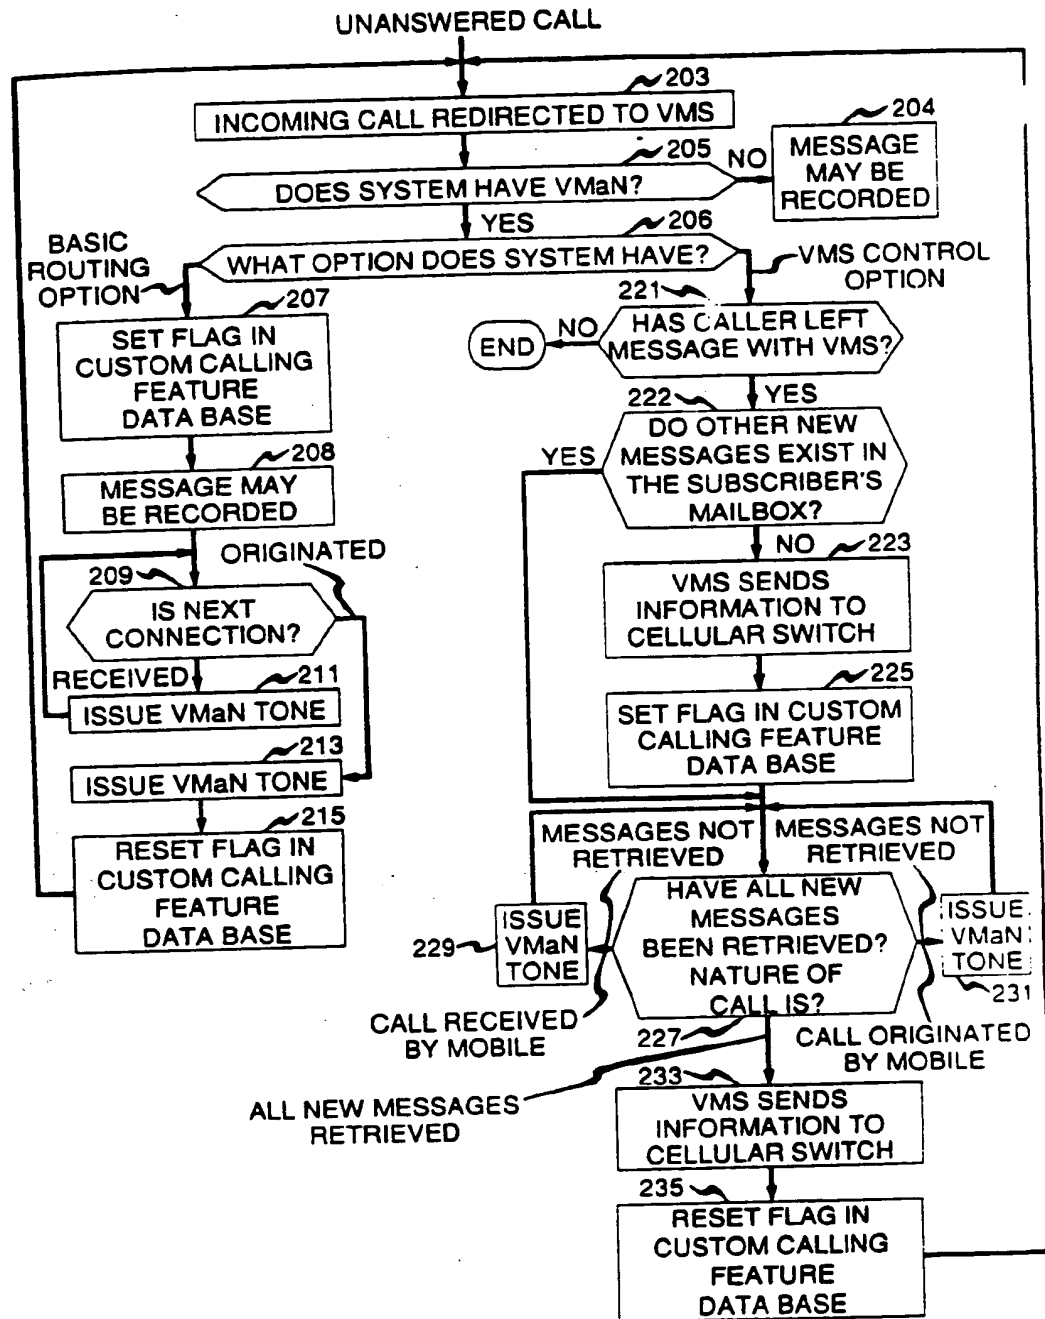 UNANSWERED CALL
203
INCOMING CALL REDIRECTED TO VMS
204
MESSAGE
MAY BE
RECORDED
205
NO
DOES SYSTEM HAVE VMaN?
YES
206
WHAT OPTION DOES SYSTEM HAVE?
BASIC
ROUTING
OPTION
VMS CONTROL
OPTION
207
SET FLAG IN
CUSTOM CALLING
FEATURE
DATA BASE
208
MESSAGE MAY
BE RECORDED
ORIGINATED
209
IS NEXT
CONNECTION?
RECEIVED
211
ISSUE VMaN TONE
213
ISSUE VMaN TONE
215
RESET FLAG IN
CUSTOM CALLING
FEATURE
DATA BASE
221
HAS CALLER LEFT
MESSAGE WITH VMS?
NO
END
YES
222
DO OTHER NEW
MESSAGES EXIST IN
THE SUBSCRIBER'S
MAILBOX?
YES
NO
223
VMS SENDS
INFORMATION TO
CELLULAR SWITCH
225
SET FLAG IN CUSTOM
CALLING FEATURE
DATA BASE
MESSAGES NOT
RETRIEVED
MESSAGES NOT
RETRIEVED
HAVE ALL NEW
MESSAGES
BEEN RETRIEVED?
NATURE OF
CALL IS?
227
229
ISSUE
VMaN
TONE
ISSUE
VMaN
TONE
231
CALL RECEIVED
BY MOBILE
CALL ORIGINATED
BY MOBILE
ALL NEW MESSAGES
RETRIEVED
233
VMS SENDS
INFORMATION TO
CELLULAR SWITCH
235
RESET FLAG IN
CUSTOM CALLING
FEATURE
DATA BASE